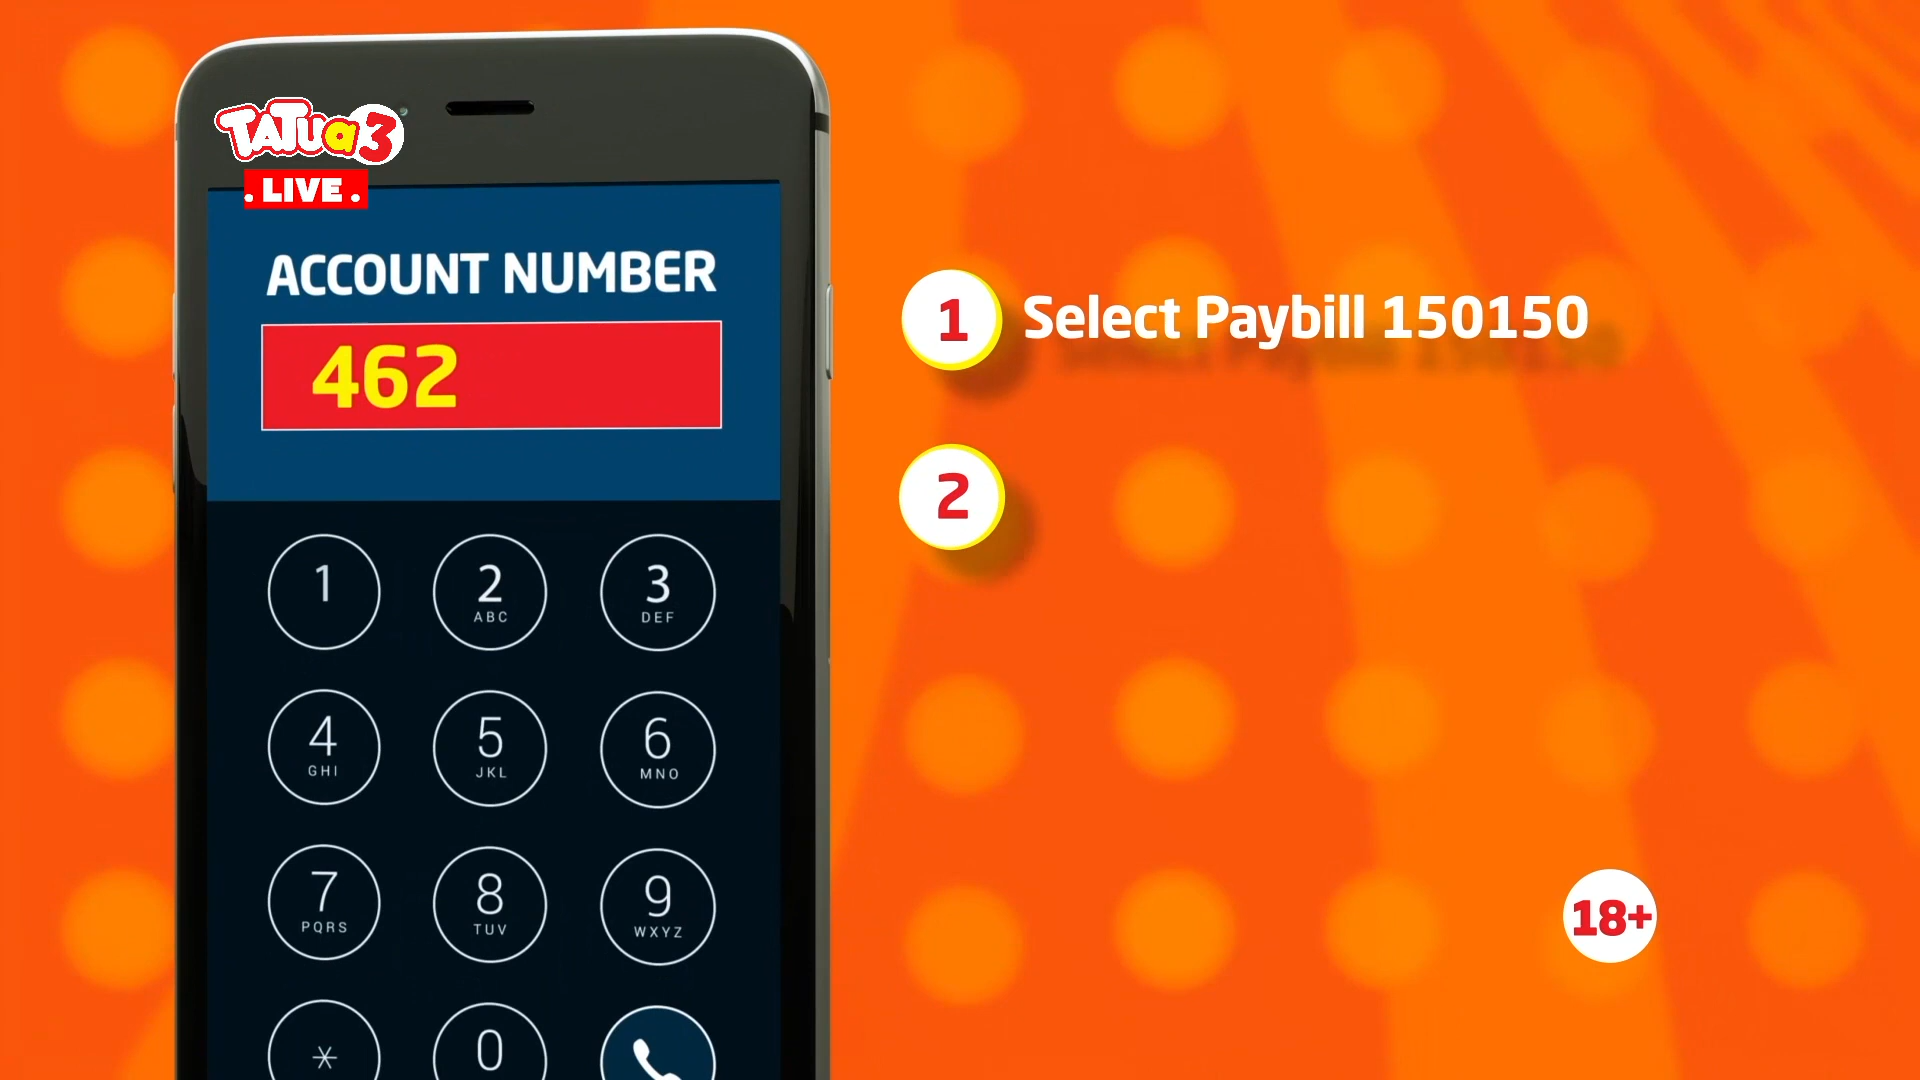 TATUA3
. LIVE .
ACCOUNT NUMBER
462
1
2
ABC
3
DEF
4
GHI
5
JKL
6
MNO
7
PQRS
8
TUV
9
WXYZ
*
0
1 Select Paybill 150150
2
18+